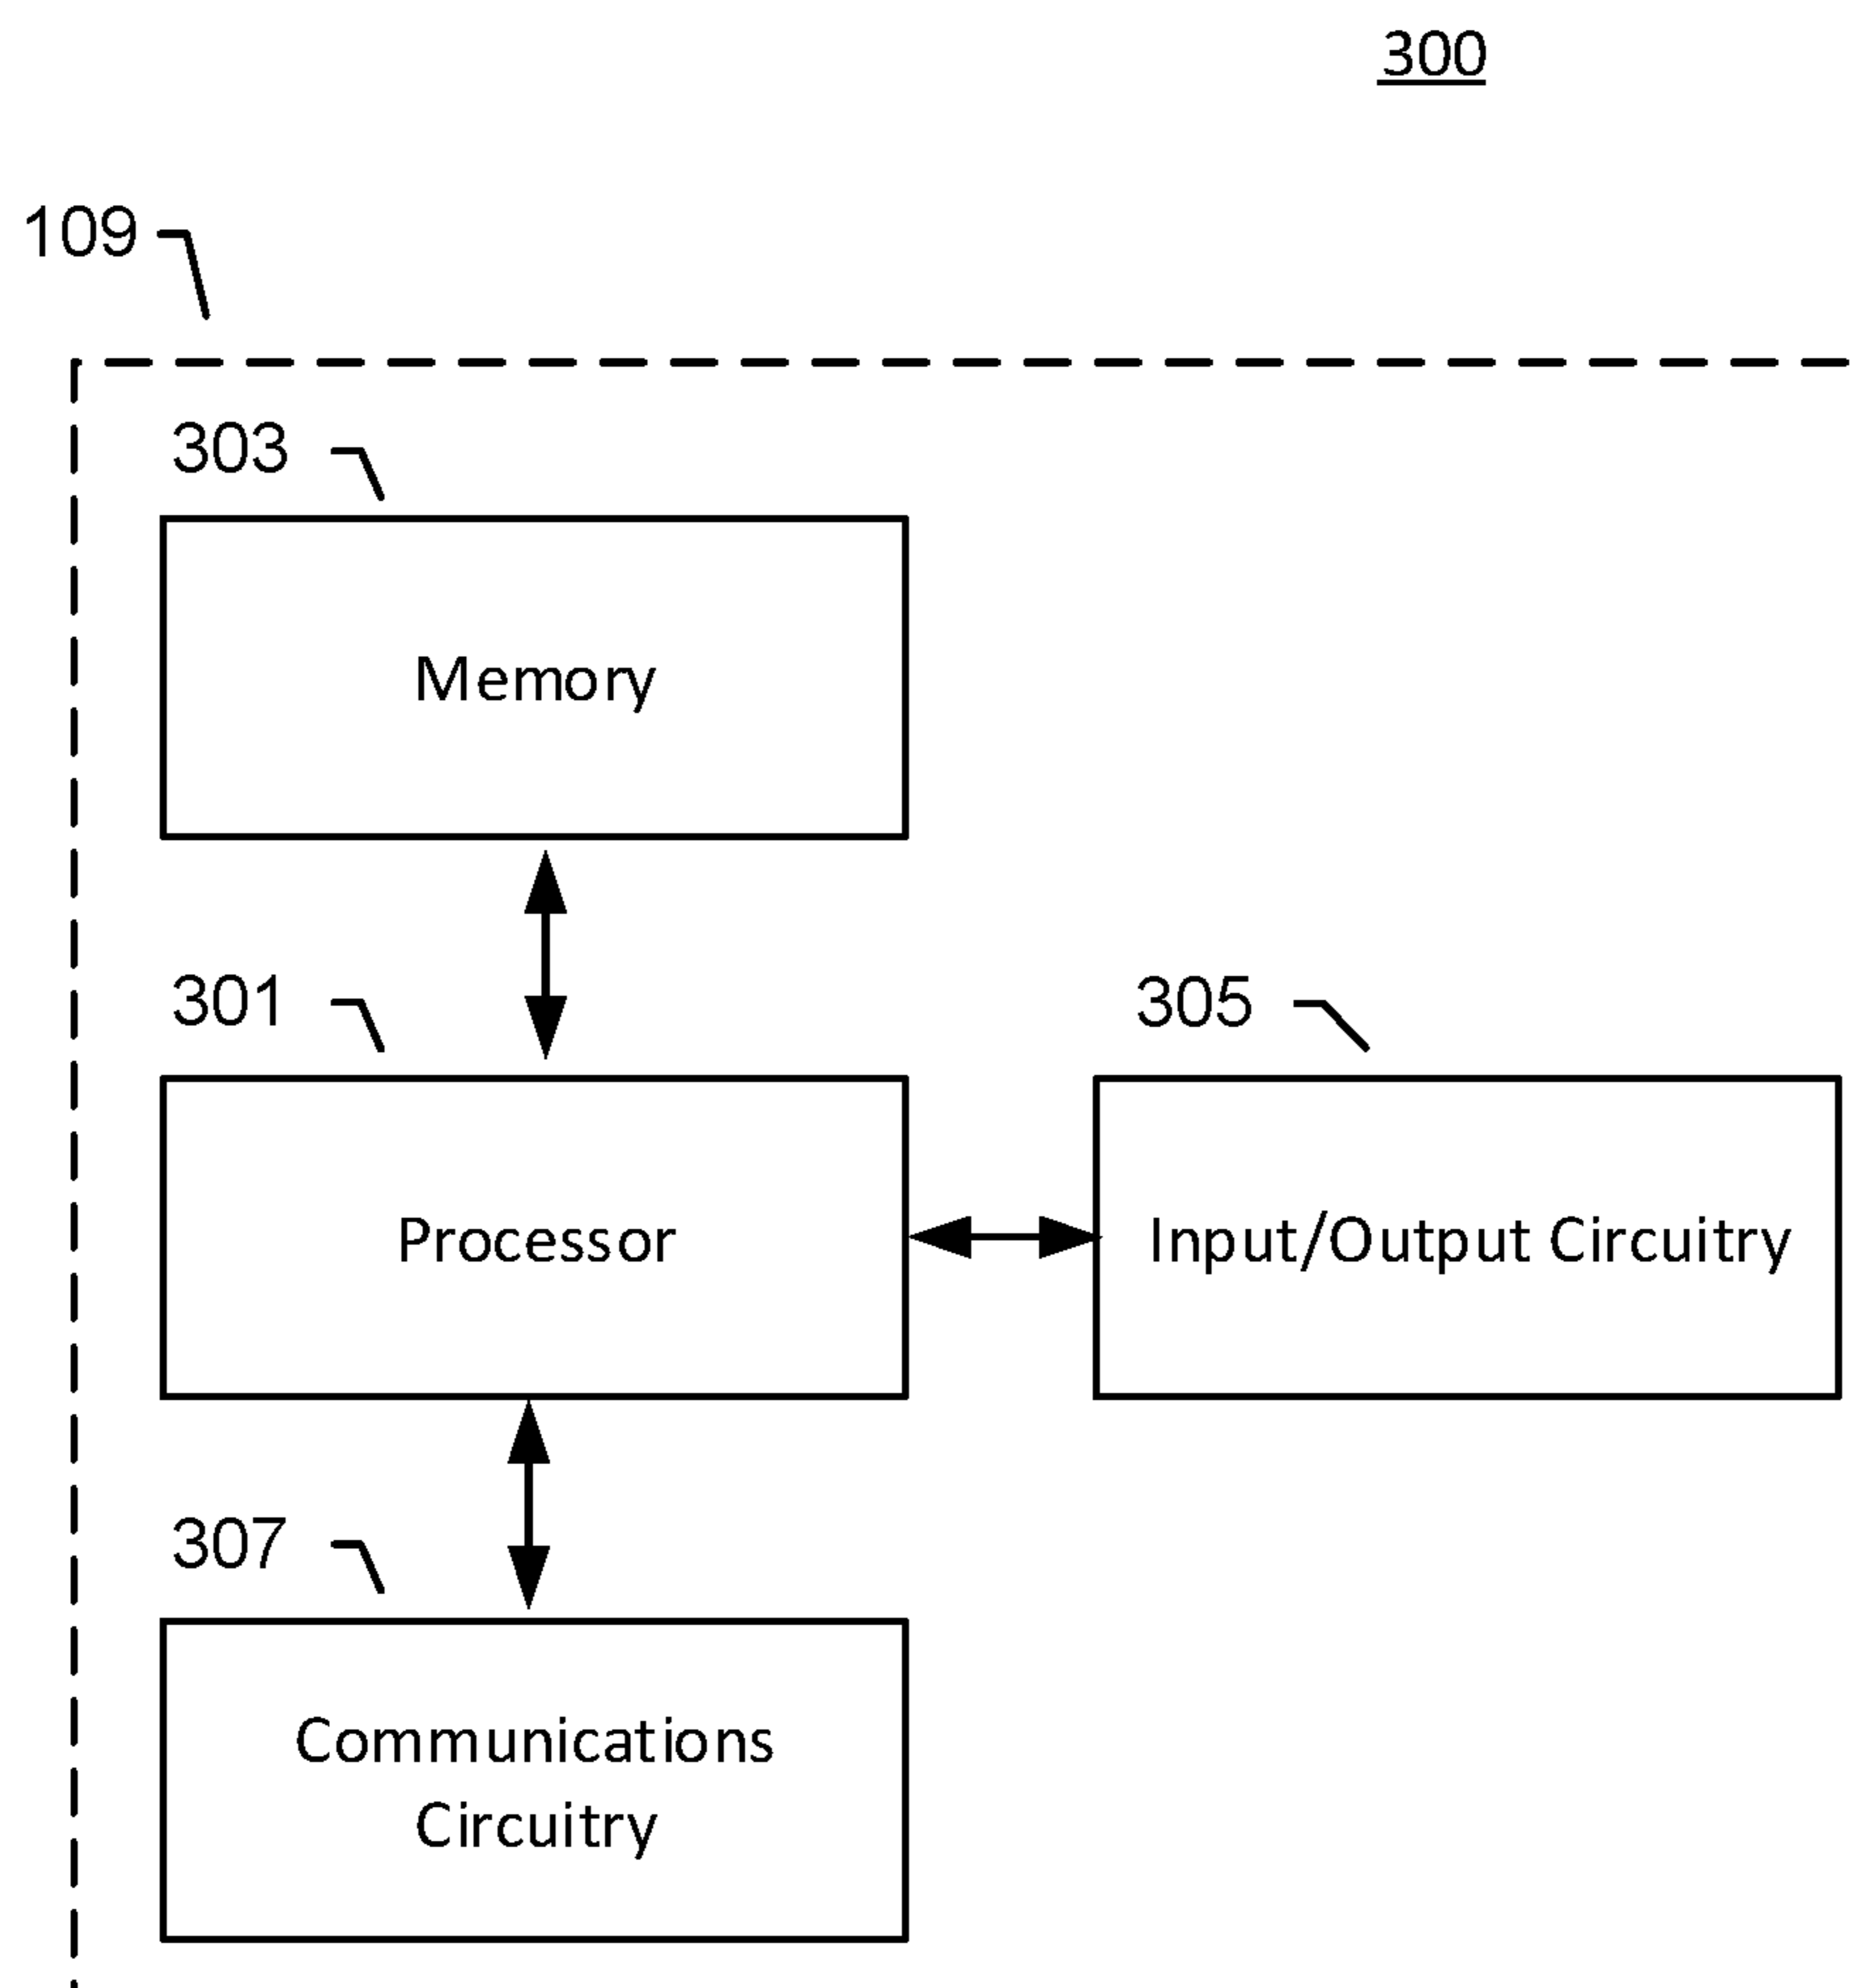 300
109
303
Memory
301
305
Processor
Input/Output Circuitry
307
Communications
Circuitry